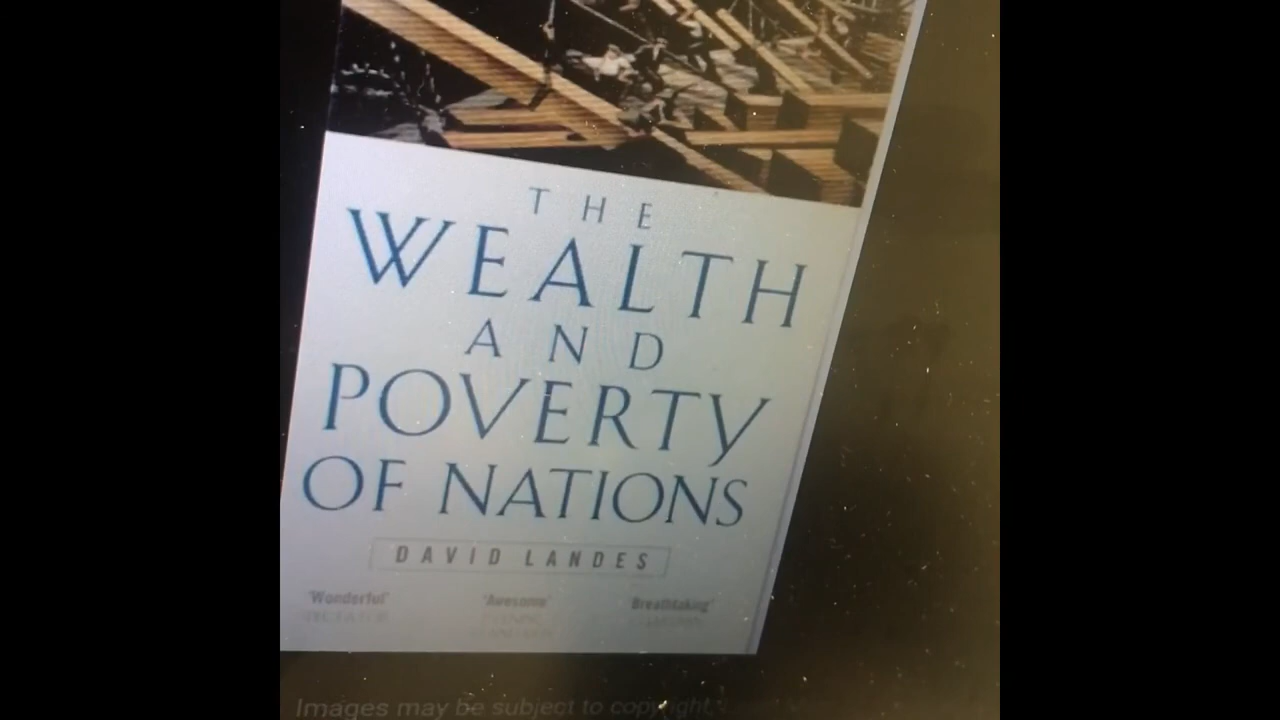 THE
WEALTH
AND
POVERTY
OF NATIONS
DAVID LANDES
'Wonderful' 'Awesome' 'Breathtaking'
Images may be subject to copyright.